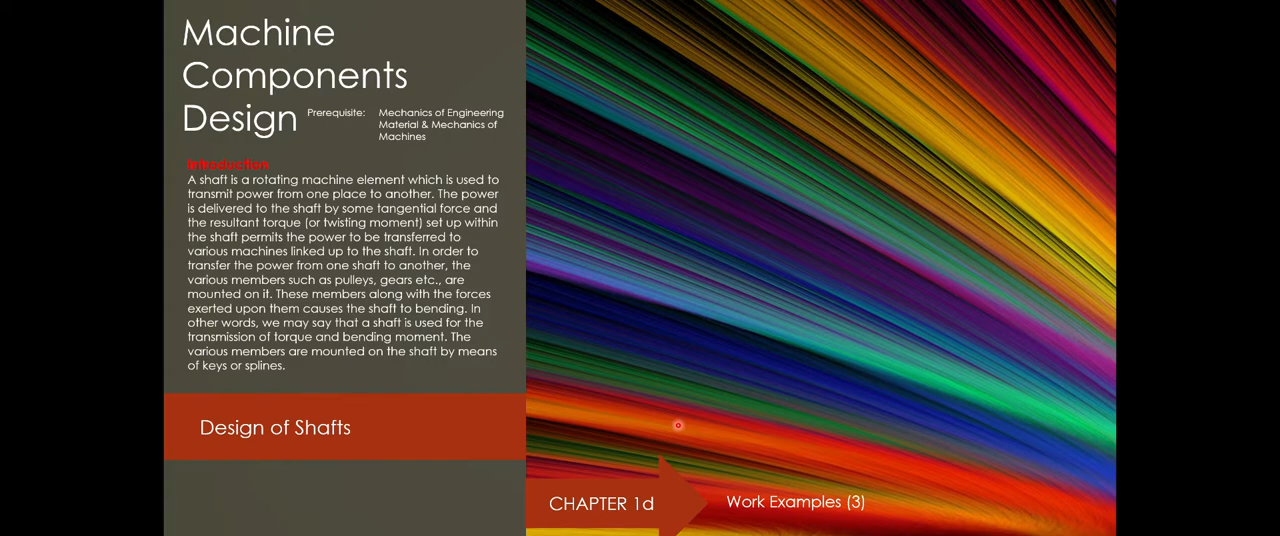 Machine
Components
Design
Prerequisite: Mechanics of Engineering
Material & Mechanics of
Machines
Introduction
A shaft is a rotating machine element which is used to
transmit power from one place to another. The power
is delivered to the shaft by some tangential force and
the resultant torque (or twisting moment) set up within
the shaft permits the power to be transferred to
various machines linked up to the shaft. In order to
transfer the power from one shaft to another, the
various members such as pulleys, gears etc., are
mounted on it. These members along with the forces
exerted upon them causes the shaft to bending. In
other words, we may say that a shaft is used for the
transmission of torque and bending moment. The
various members are mounted on the shaft by means
of keys or splines.
Design of Shafts
CHAPTER 1d
Work Examples (3)